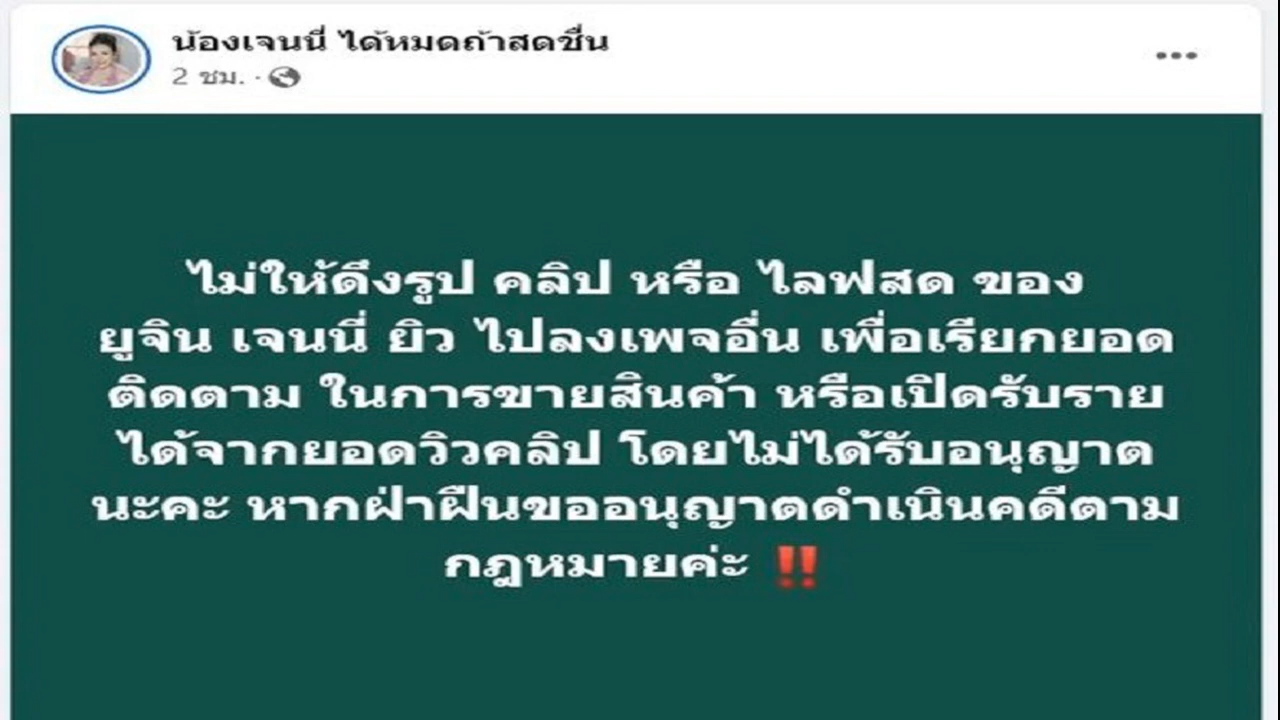 น้องเจนนี่ ได้หมดถ้าสดชื่น
2 ชม. ·
ไม่ให้ดึงรูป คลิป หรือ ไลฟสด ของ
ยูจิน เจนนี่ ยิว ไปลงเพจอื่น เพื่อเรียกยอด
ติดตาม ในการขายสินค้า หรือเปิดรับราย
ได้จากยอดวิวคลิป โดยไม่ได้รับอนุญาต
นะคะ หากฝ่าฝืนขออนุญาตดำเนินคดีตาม
กฎหมายค่ะ ‼️